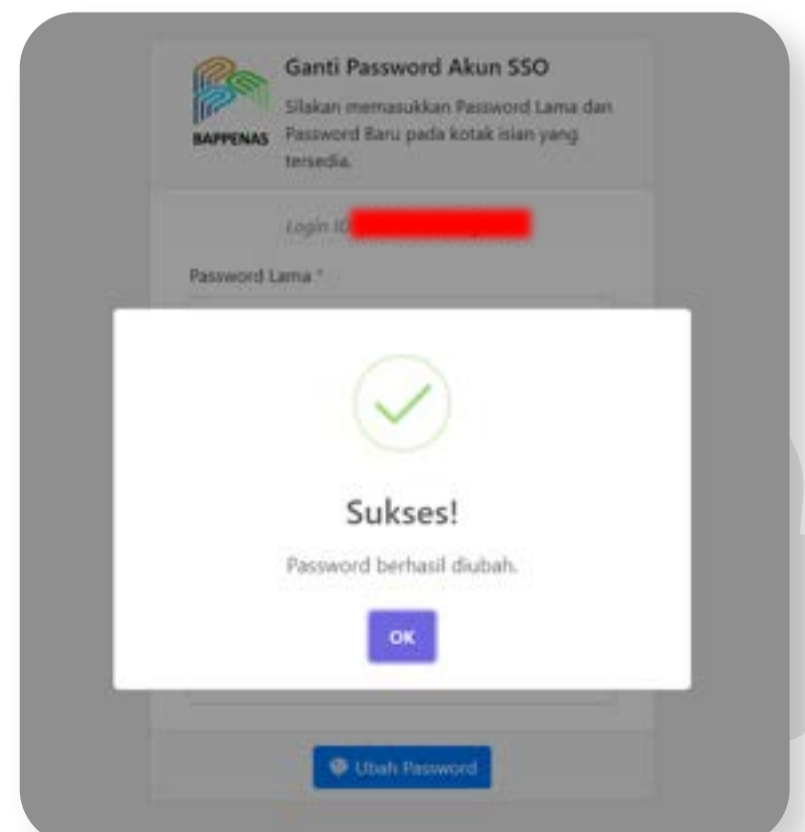 Ganti Password Akun SSO
Silakan memasukkan Password Lama dan
Password Baru pada kotak isian yang
tersedia.
BAPPENAS
Login ID
Password Lama *
Sukses!
Password berhasil diubah.
OK
Ubah Password